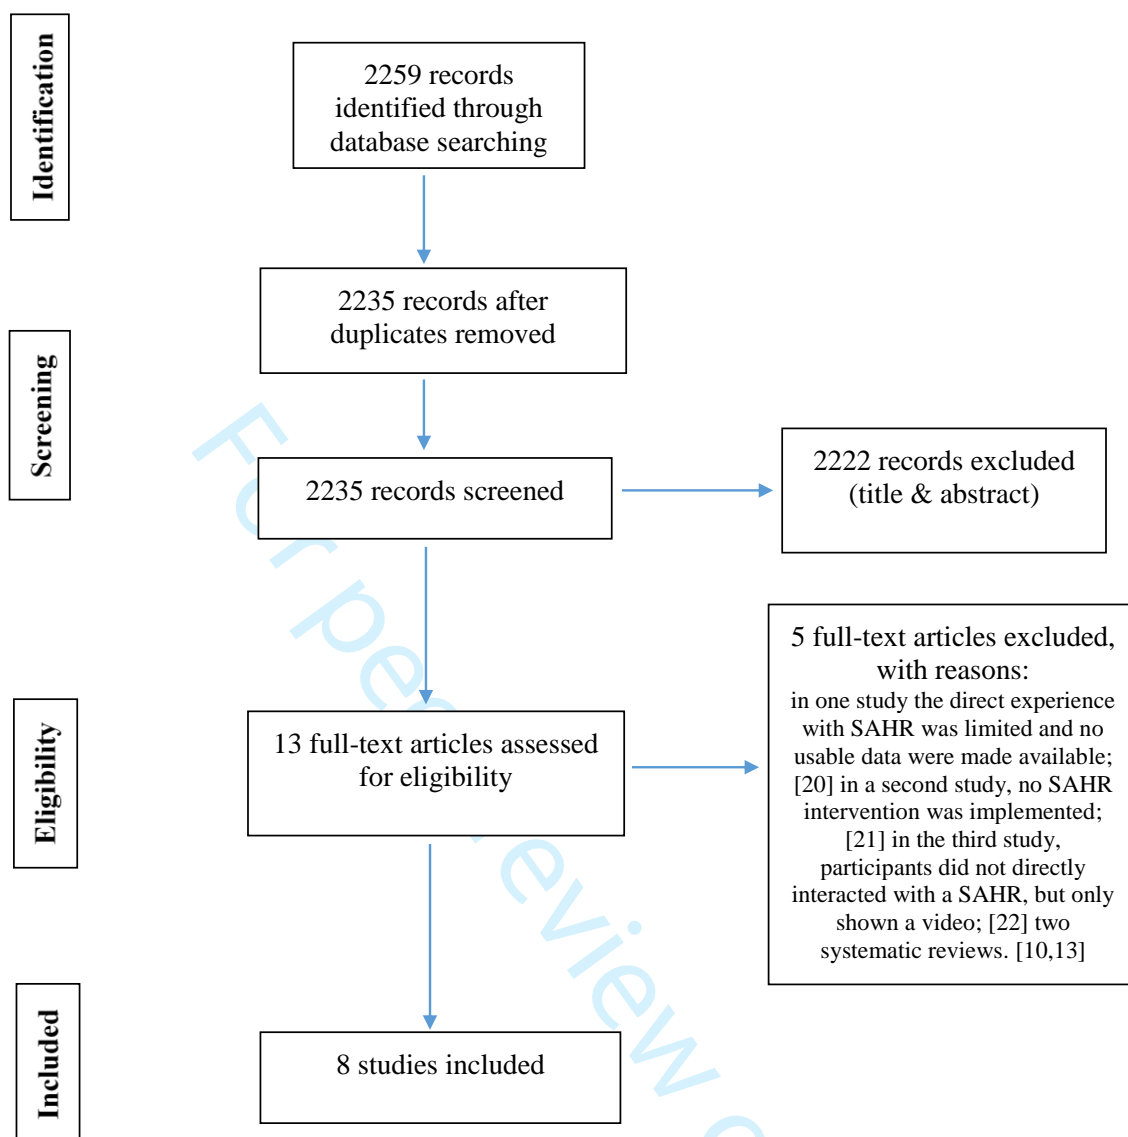 Identification
2259 records
identified through
database searching
2235 records after
duplicates removed
Screening
2235 records screened
2222 records excluded
(title & abstract)
Eligibility
13 full-text articles assessed
for eligibility
5 full-text articles excluded,
with reasons:
in one study the direct experience
with SAHR was limited and no
usable data were made available;
[20] in a second study, no SAHR
intervention was implemented;
[21] in the third study,
participants did not directly
interacted with a SAHR, but only
shown a video; [22] two
systematic reviews. [10,13]
Included
8 studies included
For peer review